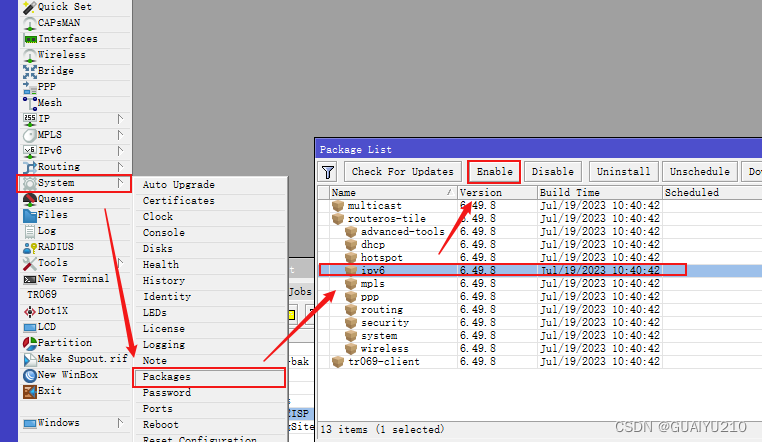 Quick Set
CAPsMAN
Interfaces
Wireless
Bridge
PPP
Mesh
255 IP
MPLS
v6 IPv6
Routing
System
Queues
Files
Log
RADIUS
Tools
New Terminal
TR069
Dot1X
LCD
Partition
Make Supout.rif
New WinBox
Exit
Windows
Auto Upgrade
Certificates
Clock
Console
Disks
Health
History
Identity
LEDs
License
Logging
Note
Packages
Password
Ports
Reboot
Reset Configuration
t
Jobs
-bak
s
ISP
gSite
Package List
Check For Updates Enable Disable Uninstall Unschedule Dow
Name / Version Build Time Scheduled
multicast 6.49.8 Jul/19/2023 10:40:42
routeros-tile 6.49.8 Jul/19/2023 10:40:42
advanced-tools 6.49.8 Jul/19/2023 10:40:42
dhcp 6.49.8 Jul/19/2023 10:40:42
hotspot 6.49.8 Jul/19/2023 10:40:42
ipv6 6.49.8 Jul/19/2023 10:40:42
mpls 6.49.8 Jul/19/2023 10:40:42
ppp 6.49.8 Jul/19/2023 10:40:42
routing 6.49.8 Jul/19/2023 10:40:42
security 6.49.8 Jul/19/2023 10:40:42
system 6.49.8 Jul/19/2023 10:40:42
wireless 6.49.8 Jul/19/2023 10:40:42
tr069-client 6.49.8 Jul/19/2023 10:40:42
13 items (1 selected)
CSDN @GUAIYU210